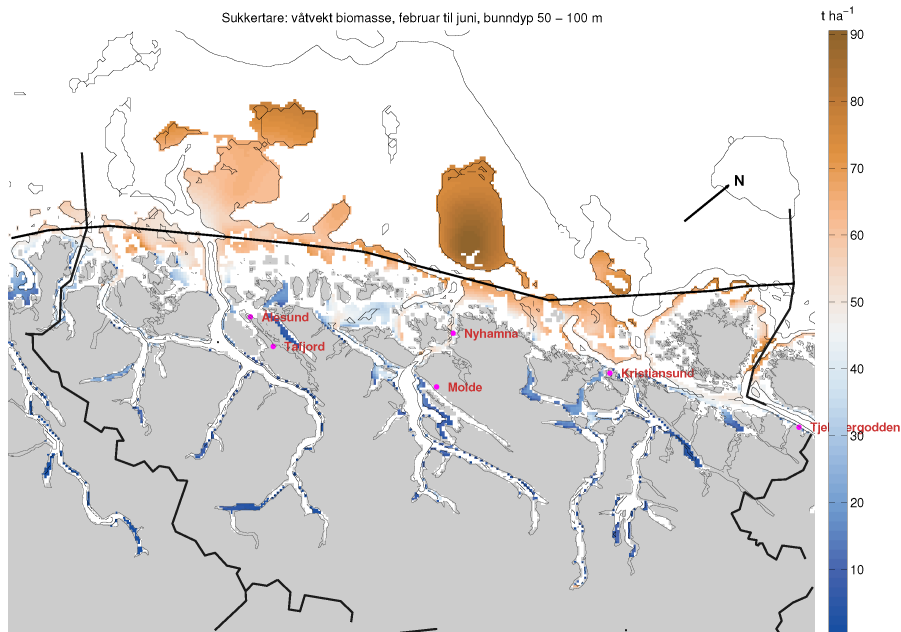 Sukkertare: våtvekt biomasse, februar til juni, bunndyp 50 − 100 m
t ha⁻¹
90
80
70
60
50
40
30
20
10
N
Ålesund
Tafjord
Nyhamna
Molde
Kristiansund